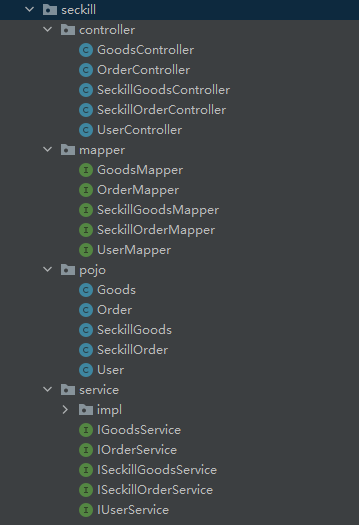 seckill
controller
GoodsController
OrderController
SeckillGoodsController
SeckillOrderController
UserController
mapper
GoodsMapper
OrderMapper
SeckillGoodsMapper
SeckillOrderMapper
UserMapper
pojo
Goods
Order
SeckillGoods
SeckillOrder
User
service
impl
IGoodsService
IOrderService
ISeckillGoodsService
ISeckillOrderService
IUserService